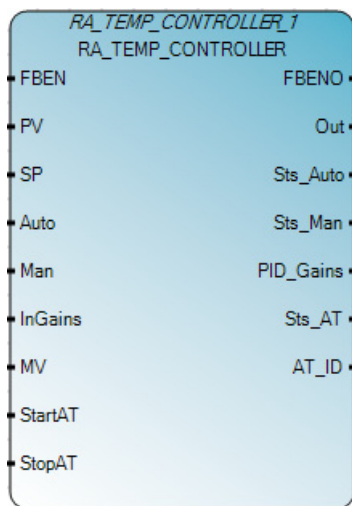 RA_TEMP_CONTROLLER_1
RA_TEMP_CONTROLLER
FBEN FBENO
PV Out
SP Sts_Auto
Auto Sts_Man
Man PID_Gains
InGains Sts_AT
MV AT_ID
StartAT
StopAT